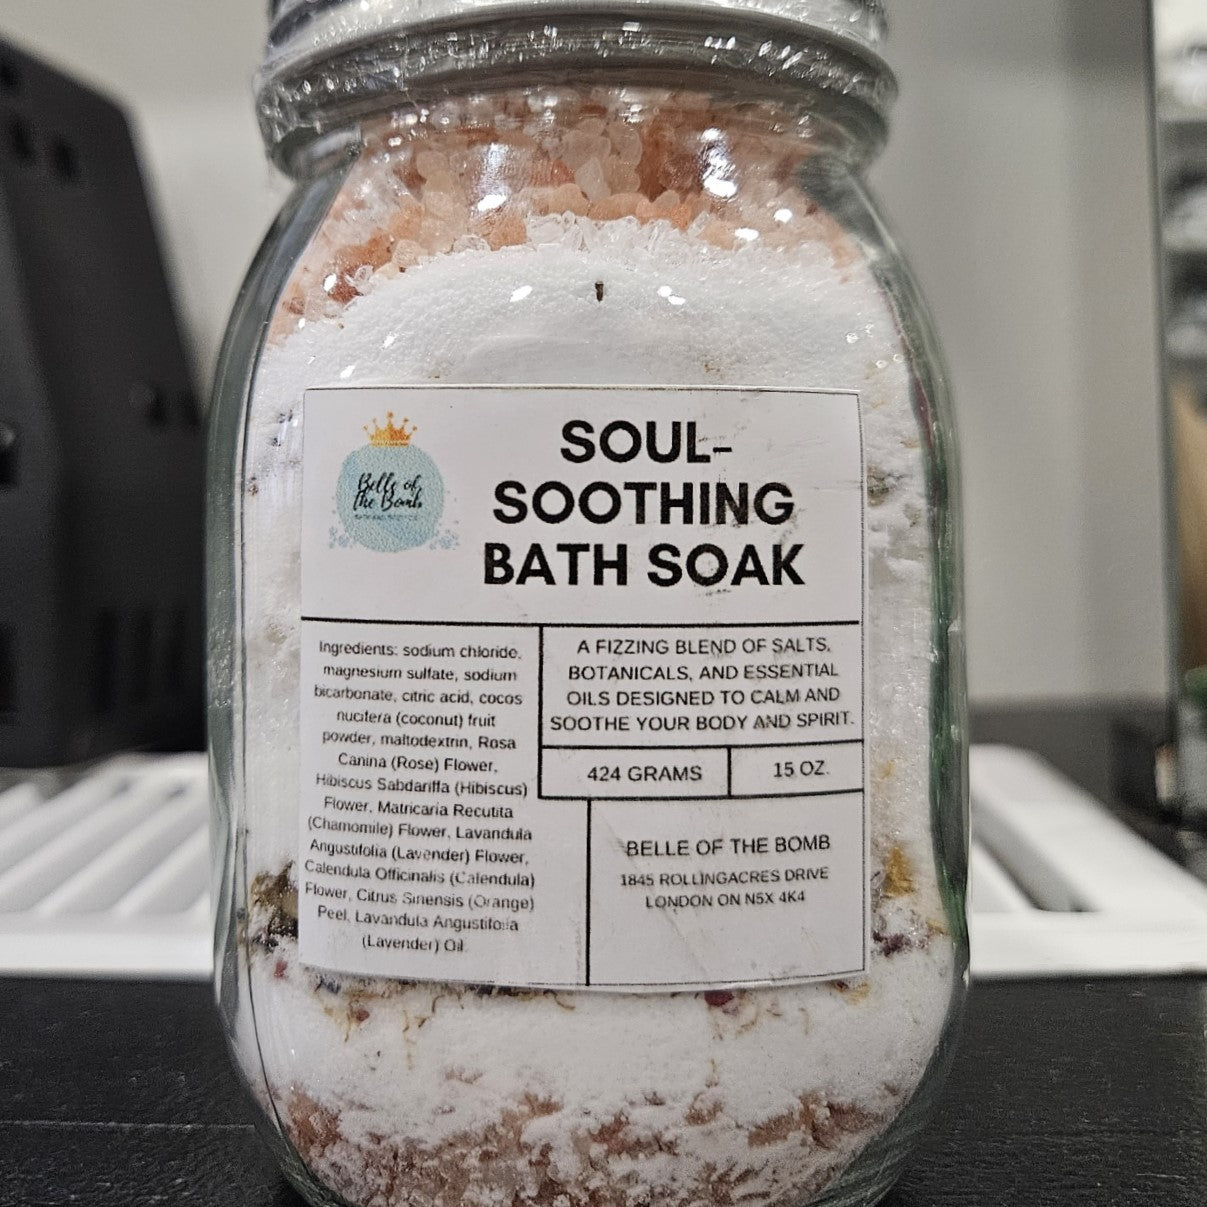 Belle of
the Bomb
SOUL-
SOOTHING
BATH SOAK
Ingredients: sodium chloride,
magnesium sulfate, sodium
bicarbonate, citric acid, cocos
nucifera (coconut) fruit
powder, maltodextrin, Rosa
Canina (Rose) Flower,
Hibiscus Sabdariffa (Hibiscus)
Flower, Matricaria Recutita
(Chamomile) Flower, Lavandula
Angustifolia (Lavender) Flower,
Calendula Officinalis (Calendula)
Flower, Citrus Sinensis (Orange)
Peel, Lavandula Angustifolia
(Lavender) Oil.
A FIZZING BLEND OF SALTS,
BOTANICALS, AND ESSENTIAL
OILS DESIGNED TO CALM AND
SOOTHE YOUR BODY AND SPIRIT.
424 GRAMS
15 OZ.
BELLE OF THE BOMB
1845 ROLLINGACRES DRIVE
LONDON ON N5X 4K4